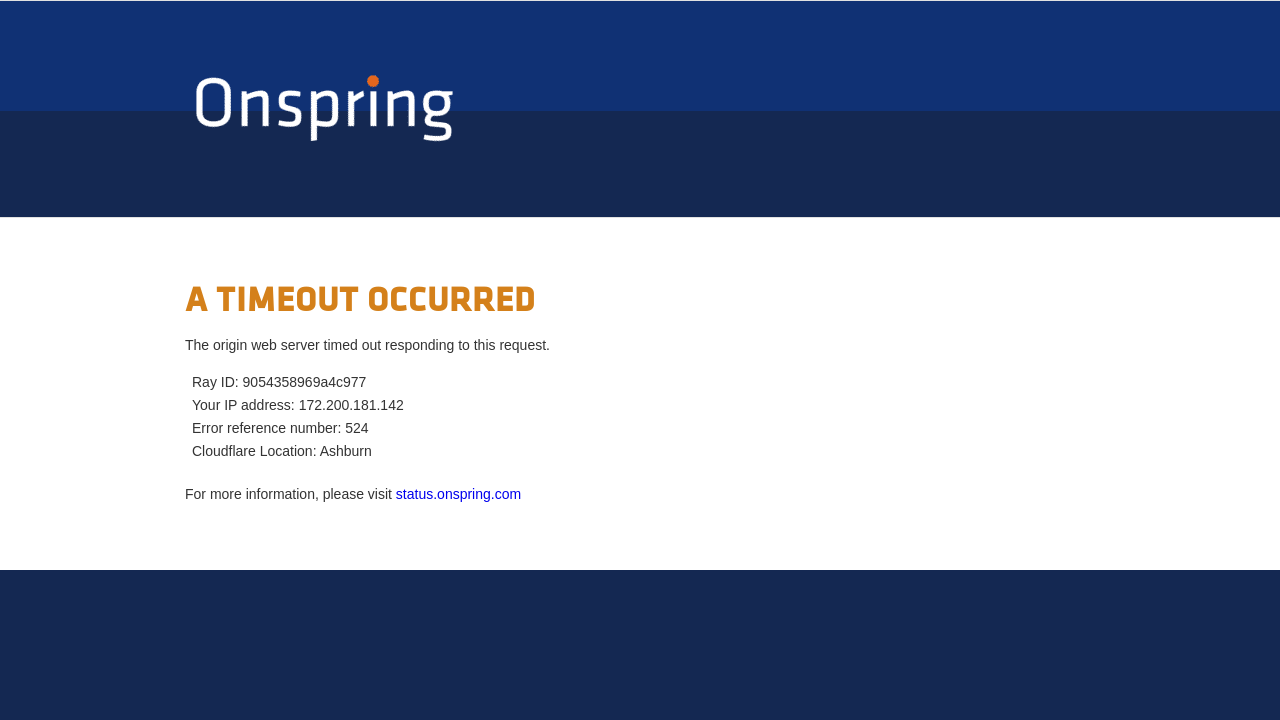 Onspring
A TIMEOUT OCCURRED
The origin web server timed out responding to this request.
Ray ID: 9054358969a4c977
Your IP address: 172.200.181.142
Error reference number: 524
Cloudflare Location: Ashburn
For more information, please visit status.onspring.com